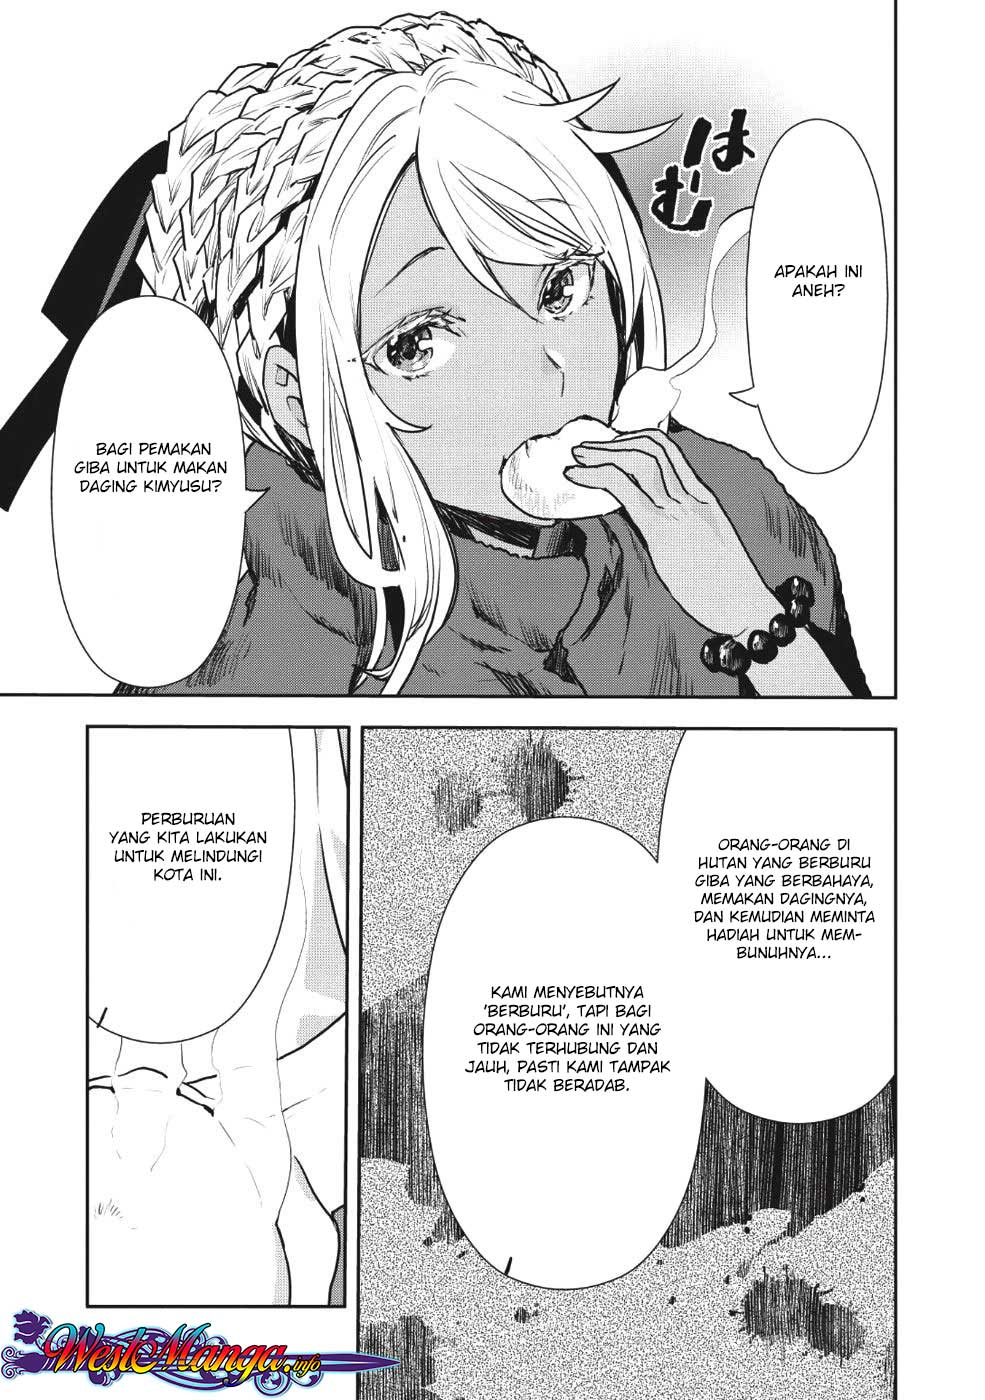 はむ
APAKAH INI
ANEH?
BAGI PEMAKAN
GIBA UNTUK MAKAN
DAGING KIMYUSU?
ORANG-ORANG DI
HUTAN YANG BERBURU
GIBA YANG BERBAHAYA,
MEMAKAN DAGINGNYA,
DAN KEMUDIAN MEMINTA
HADIAH UNTUK MEM-
BUNUHNYA...
KAMI MENYEBUTNYA
'BERBURU', TAPI BAGI
ORANG-ORANG INI YANG
TIDAK TERHUBUNG DAN
JAUH, PASTI KAMI TAMPAK
TIDAK BERADAB.
PERBURUAN
YANG KITA LAKUKAN
UNTUK MELINDUNGI
KOTA INI.
WestManga.info